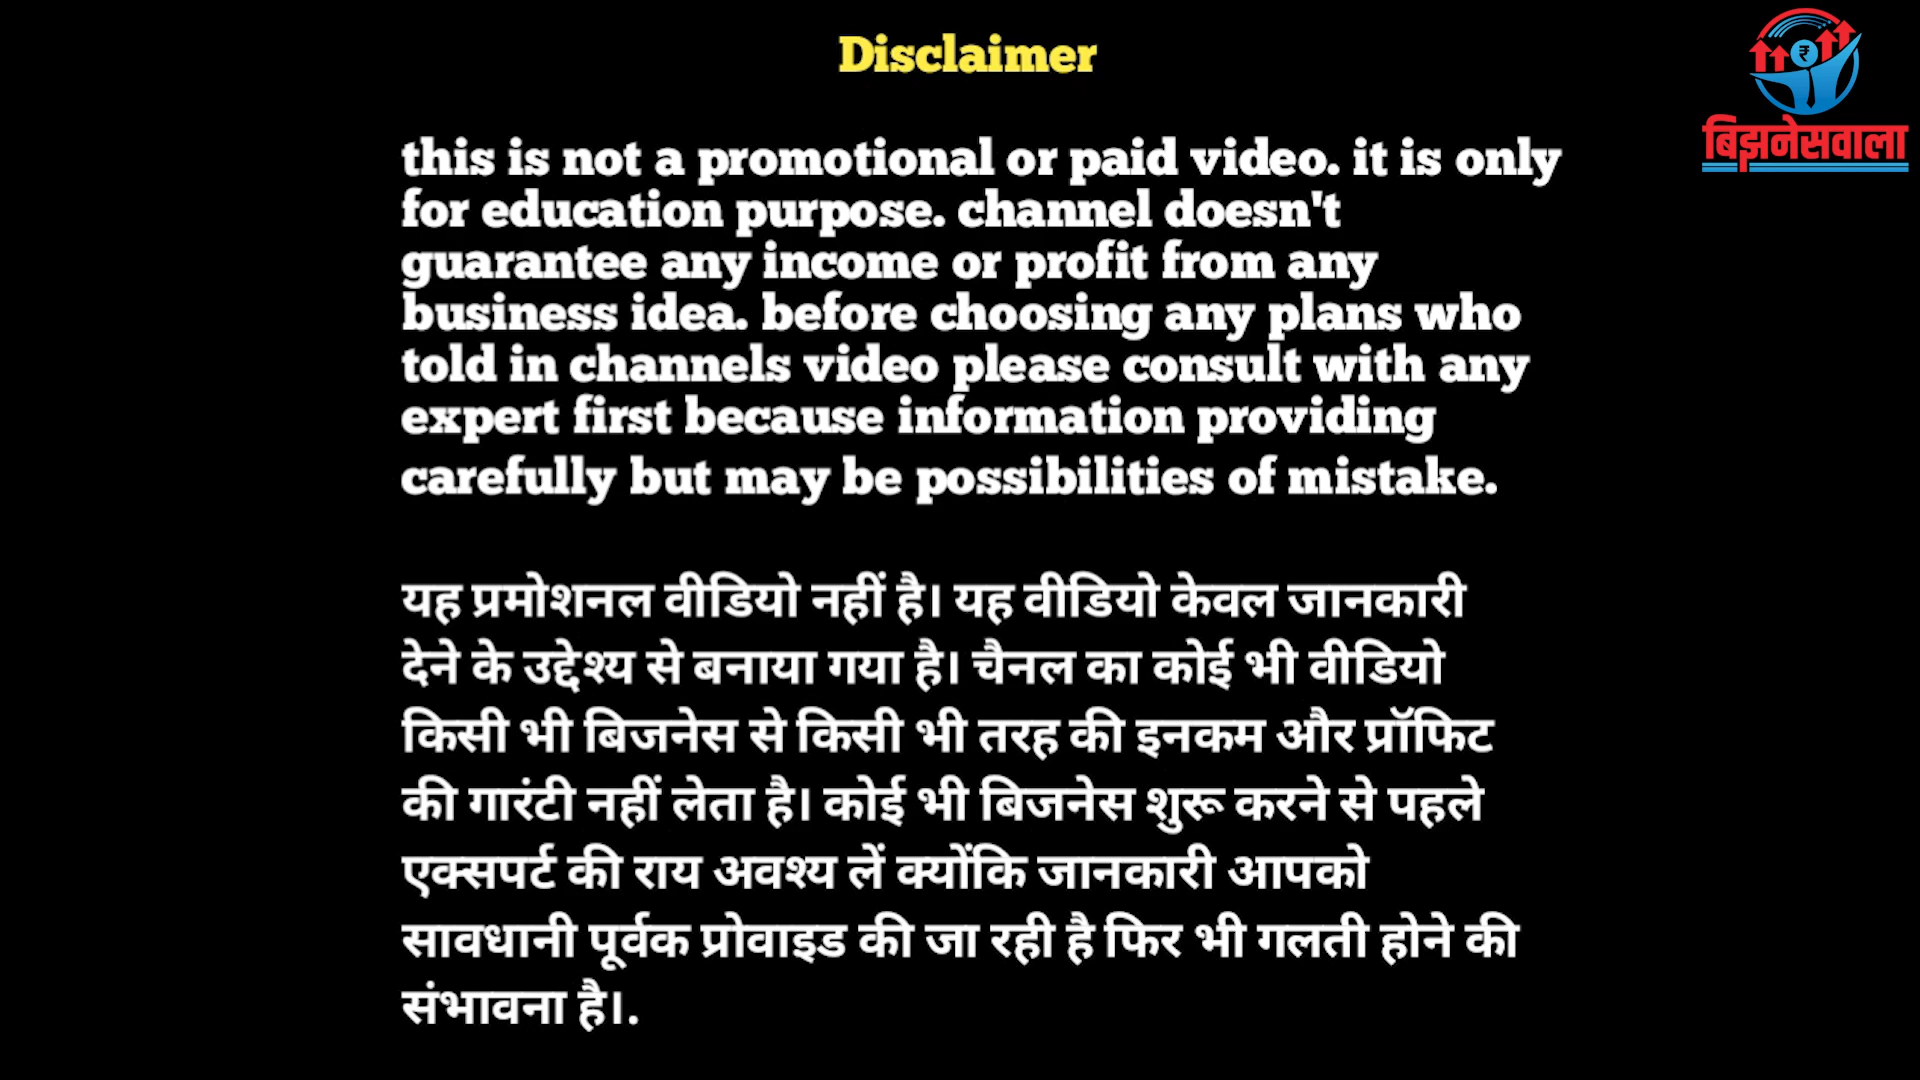 Disclaimer
बिझनेसवाला
this is not a promotional or paid video. it is only
for education purpose. channel doesn't
guarantee any income or profit from any
business idea. before choosing any plans who
told in channels video please consult with any
expert first because information providing
carefully but may be possibilities of mistake.
यह प्रमोशनल वीडियो नहीं है। यह वीडियो केवल जानकारी
देने के उद्देश्य से बनाया गया है। चैनल का कोई भी वीडियो
किसी भी बिजनेस से किसी भी तरह की इनकम और प्रॉफिट
की गारंटी नहीं लेता है। कोई भी बिजनेस शुरू करने से पहले
एक्सपर्ट की राय अवश्य लें क्योंकि जानकारी आपको
सावधानी पूर्वक प्रोवाइड की जा रही है फिर भी गलती होने की
संभावना है।.